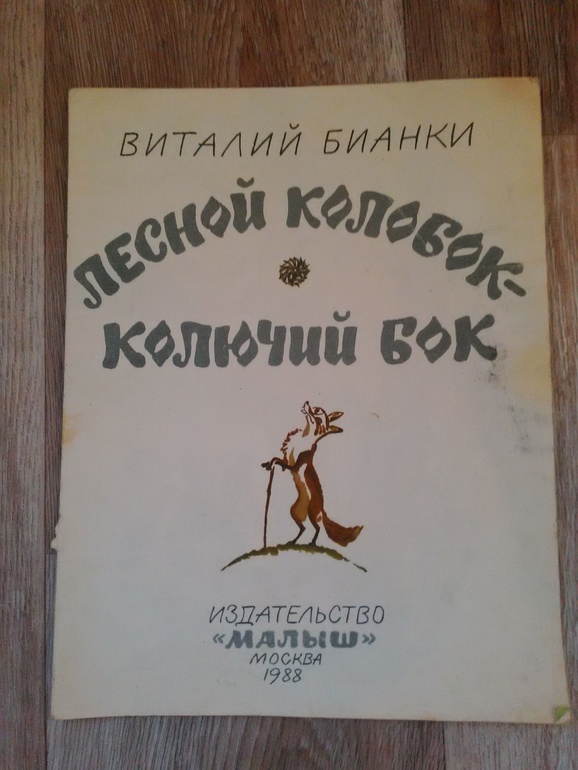 ВИТАЛИЙ БИАНКИ
ЛЕСНОЙ КОЛОБОК-
КОЛЮЧИЙ БОК
ИЗДАТЕЛЬСТВО
«МАЛЫШ»
МОСКВА
1988